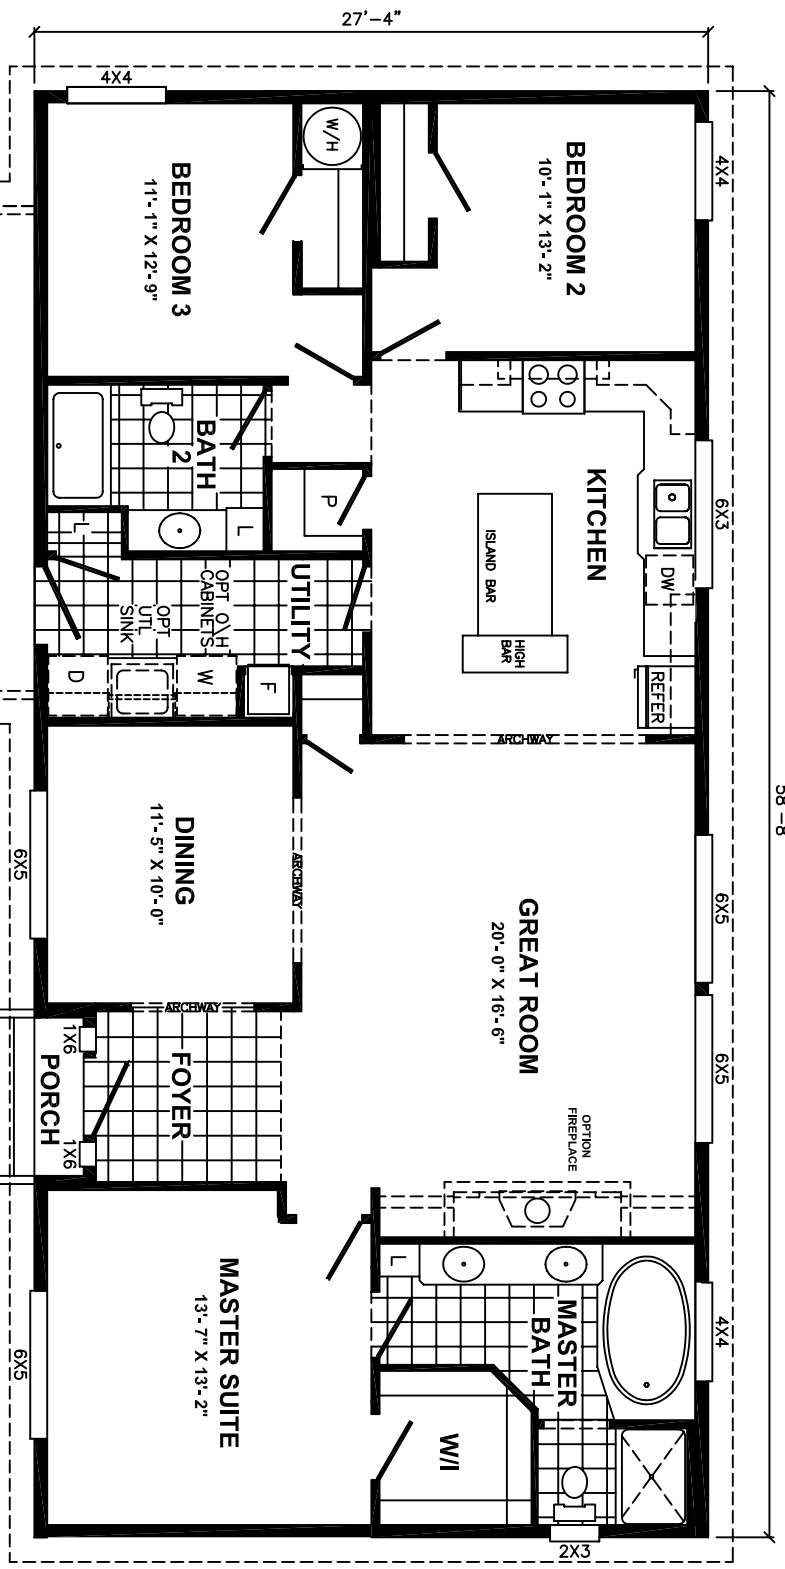 27'-4"
4X4
4X4
W/H
BEDROOM 2
10'- 1" X 13'- 2"
BEDROOM 3
11'- 1" X 12'- 9"
KITCHEN
6X3
BATH
2
P
L
L
ISLAND BAR
DW
HIGH
BAR
REFER
UTILITY
OPT O/H
CABINETS
OPT
UTL
SINK
F
W
D
ARCHWAY
58'-8
DINING
11'- 5" X 10'- 0"
6X5
ARCHWAY
6X5
GREAT ROOM
20'- 0" X 16'- 6"
ARCHWAY
1X6
FOYER
PORCH
1X6
6X5
OPTION
FIREPLACE
L
MASTER SUITE
13'- 7" X 13'- 2"
6X5
MASTER
BATH
4X4
W/I
2X3